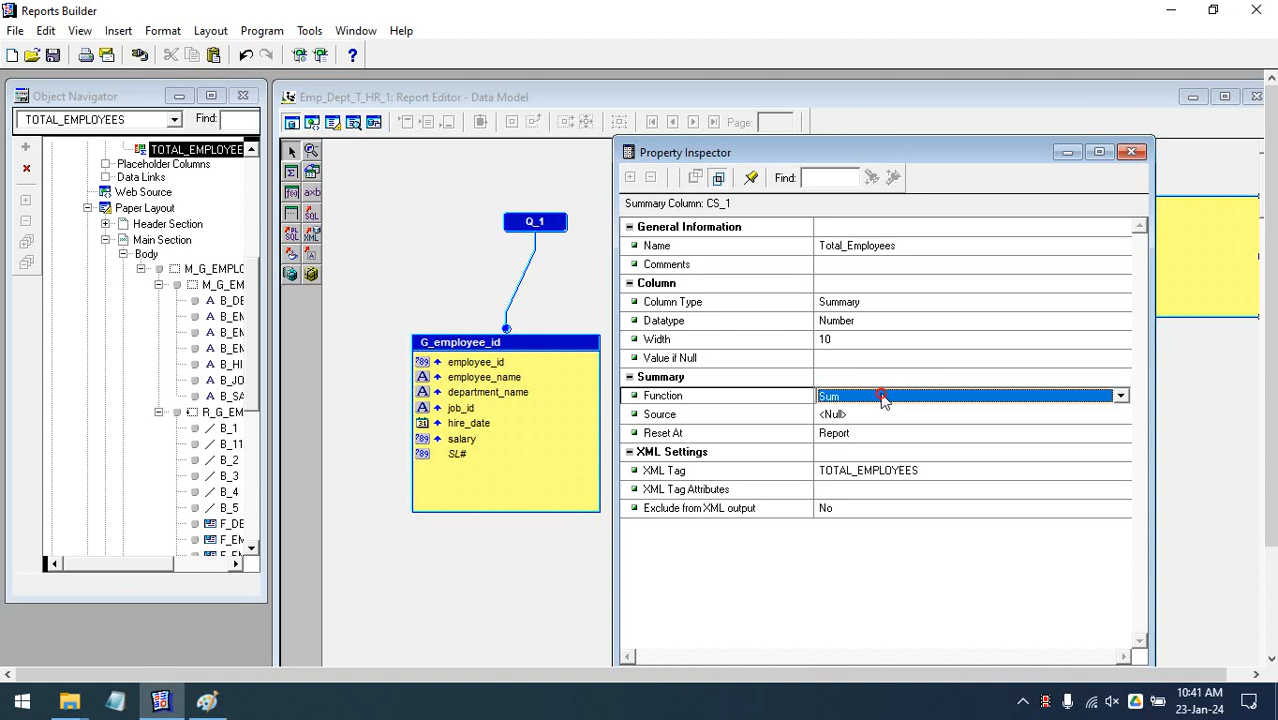 Reports Builder
File Edit View Insert Format Layout Program Tools Window Help
Object Navigator
TOTAL_EMPLOYEES Find:
TOTAL_EMPLOYEE
Placeholder Columns
Data Links
Web Source
Paper Layout
Header Section
Main Section
Body
M_G_EMPLO
M_G_EM
B_DE
B_EM
B_EM
B_EM
B_HI
B_JO
B_SA
R_G_EM
B_1
B_11
B_2
B_3
B_4
B_5
F_DE
F_EM
Emp_Dept_T_HR_1: Report Editor - Data Model
Page:
Q_1
G_employee_id
employee_id
employee_name
department_name
job_id
hire_date
salary
SL#
Property Inspector
Find:
Summary Column: CS_1
General Information
Name Total_Employees
Comments
Column
Column Type Summary
Datatype Number
Width 10
Value if Null
Summary
Function Sum
Source <Null>
Reset At Report
XML Settings
XML Tag TOTAL_EMPLOYEES
XML Tag Attributes
Exclude from XML output No
10:41 AM
23-Jan-24